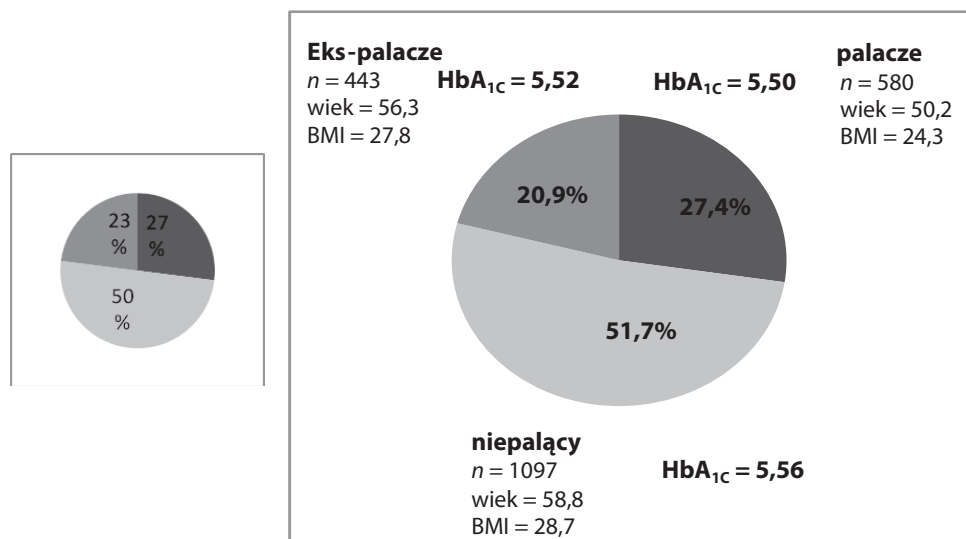 23
%
27
%
50
%
Eks-palacze
n = 443
wiek = 56,3
BMI = 27,8
HbA1C = 5,52
HbA1C = 5,50
palacze
n = 580
wiek = 50,2
BMI = 24,3
20,9%
27,4%
51,7%
niepalący
n = 1097
wiek = 58,8
BMI = 28,7
HbA1C = 5,56